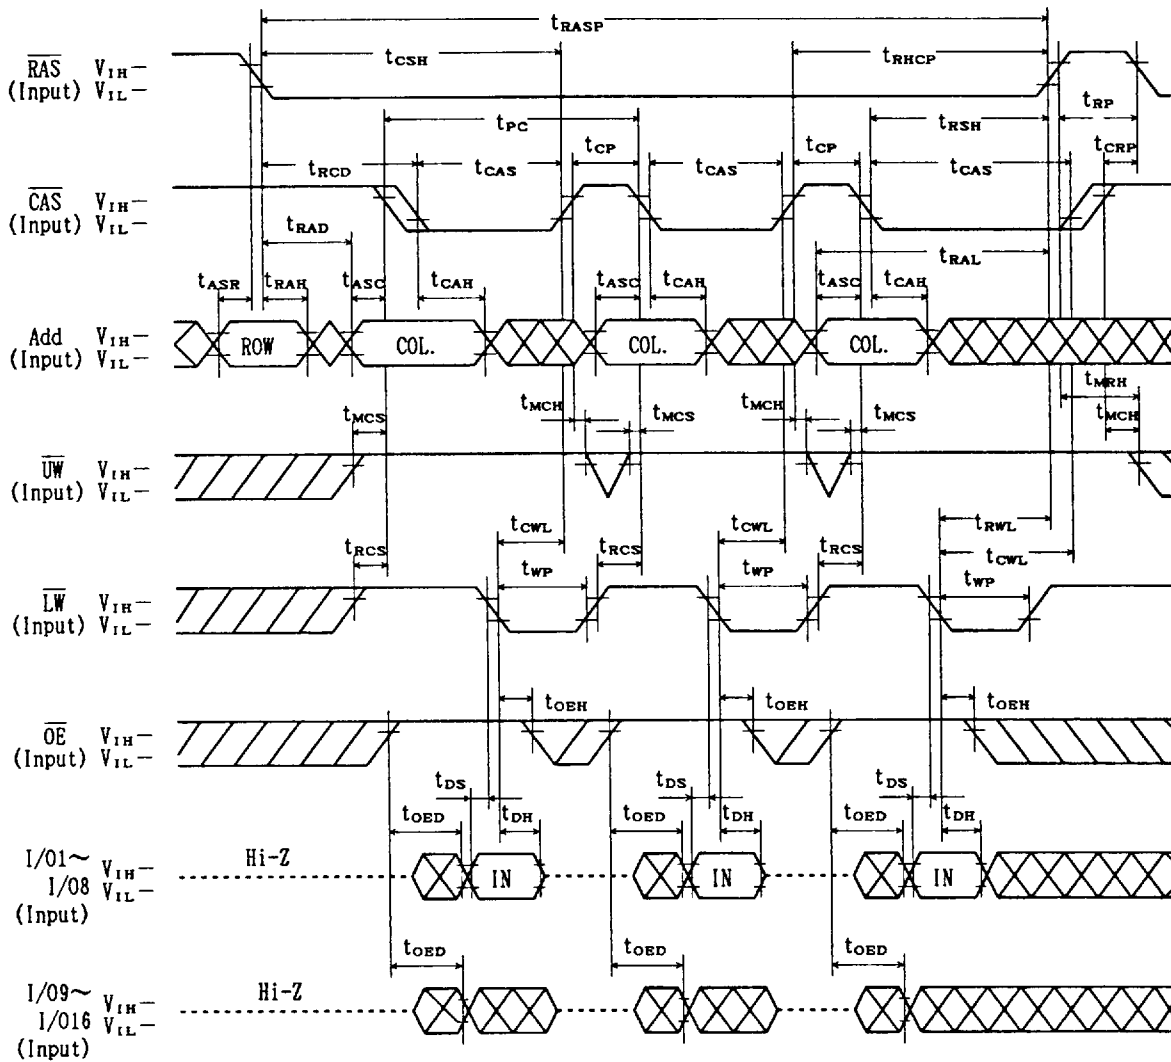 tRASP
tCSH
tRHCP
RAS VIH—
(Input) VIL—
tRP
tPC
tRSH
tCP
tCP
tRCD
tCAS
tCAS
tCAS
tCRP
CAS VIH—
(Input) VIL—
tRAD
tRAL
tASR
tRAH
tASC
tCAH
tASC
tCAH
tASC
tCAH
Add VIH—
(Input) VIL—
ROW
COL.
COL.
COL.
tMRH
tMCS
tMCH
tMCS
tMCH
tMCS
tMCH
UW VIH—
(Input) VIL—
tCWL
tCWL
tRWL
tRCS
tRCS
tRCS
tCWL
tWP
tWP
tWP
LW VIH—
(Input) VIL—
tOEH
tOEH
tOEH
OE VIH—
(Input) VIL—
tDS
tDS
tDS
tOED
tDH
tOED
tDH
tOED
tDH
I/O1~ VIH—
I/O8 VIL—
(Input)
Hi-Z
IN
IN
IN
tOED
tOED
tOED
I/O9~ VIH—
I/O16 VIL—
(Input)
Hi-Z